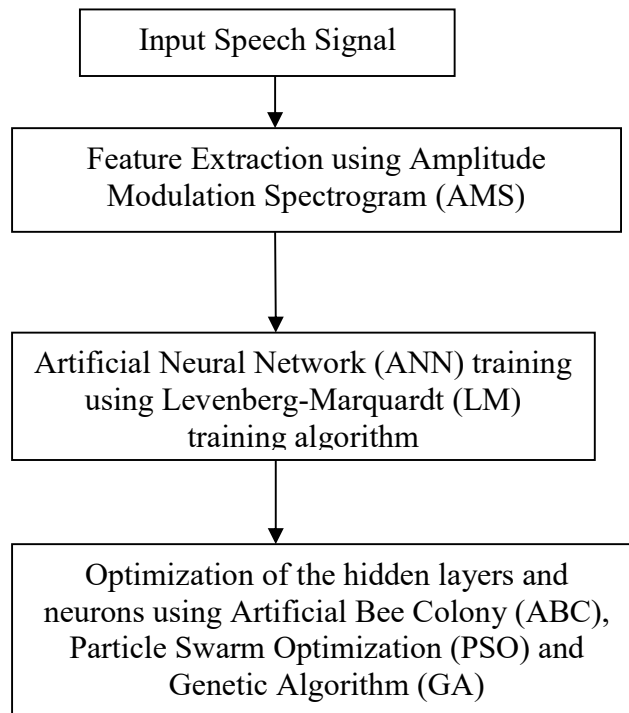 Input Speech Signal
Feature Extraction using Amplitude
Modulation Spectrogram (AMS)
Artificial Neural Network (ANN) training
using Levenberg-Marquardt (LM)
training algorithm
Optimization of the hidden layers and
neurons using Artificial Bee Colony (ABC),
Particle Swarm Optimization (PSO) and
Genetic Algorithm (GA)